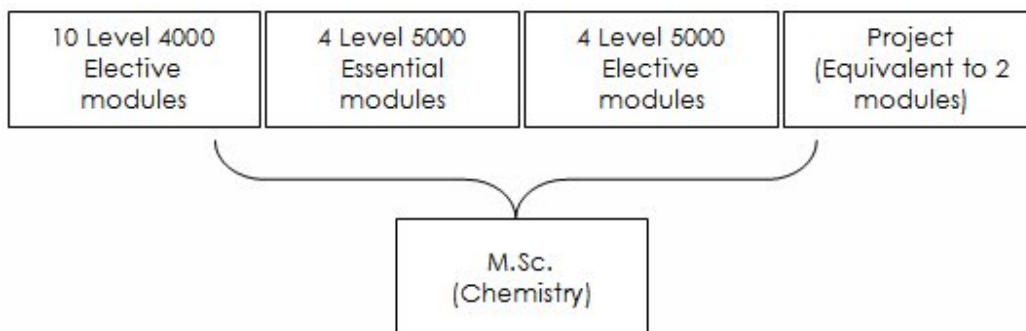 10 Level 4000
Elective
modules
4 Level 5000
Essential
modules
4 Level 5000
Elective
modules
Project
(Equivalent to 2
modules)
M.Sc.
(Chemistry)